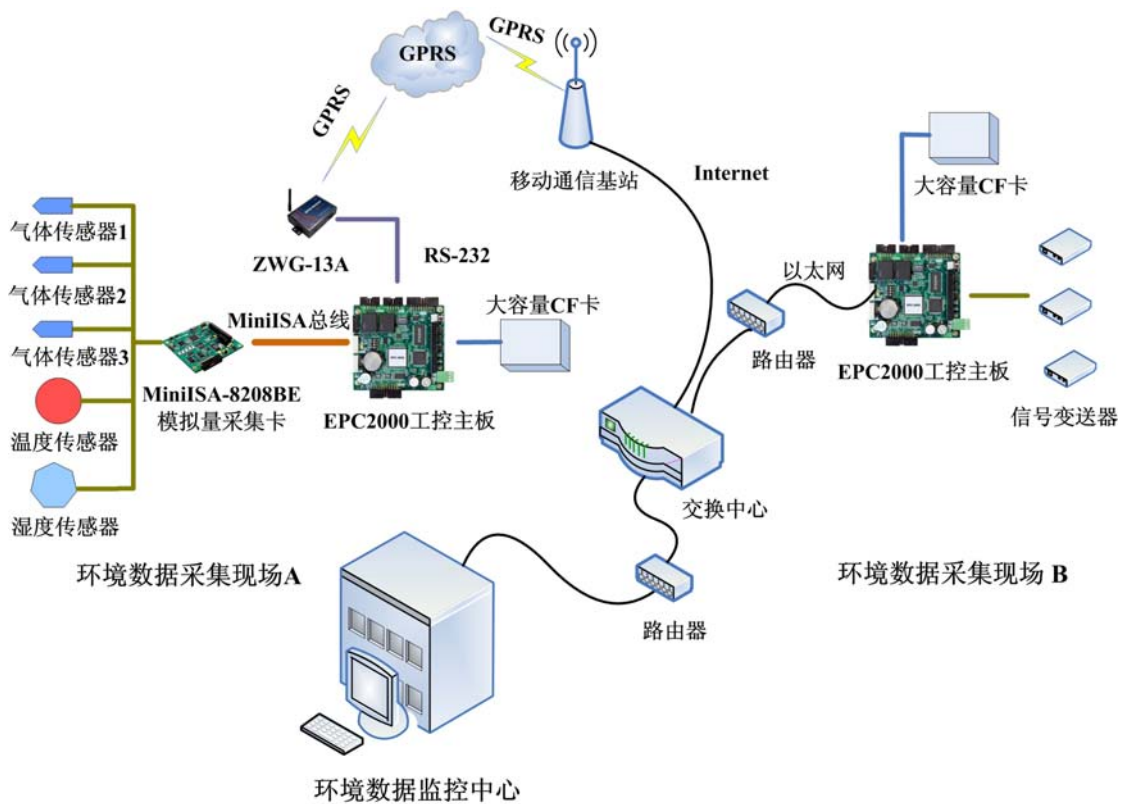 GPRS
GPRS
GPRS
移动通信基站
Internet
大容量CF卡
气体传感器1
气体传感器2
气体传感器3
温度传感器
湿度传感器
ZWG-13A
RS-232
MiniISA总线
大容量CF卡
MiniISA-8208BE
模拟量采集卡
EPC2000工控主板
以太网
路由器
EPC2000工控主板
信号变送器
交换中心
环境数据采集现场A
环境数据采集现场 B
路由器
环境数据监控中心